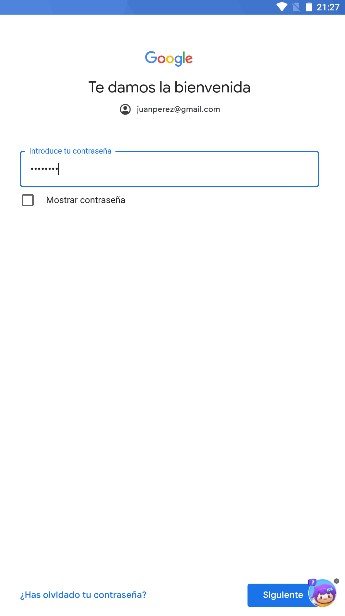 21:27
Google
Te damos la bienvenida
juanperez@gmail.com
Introduce tu contraseña
••••••••
Mostrar contraseña
¿Has olvidado tu contraseña?
Siguiente